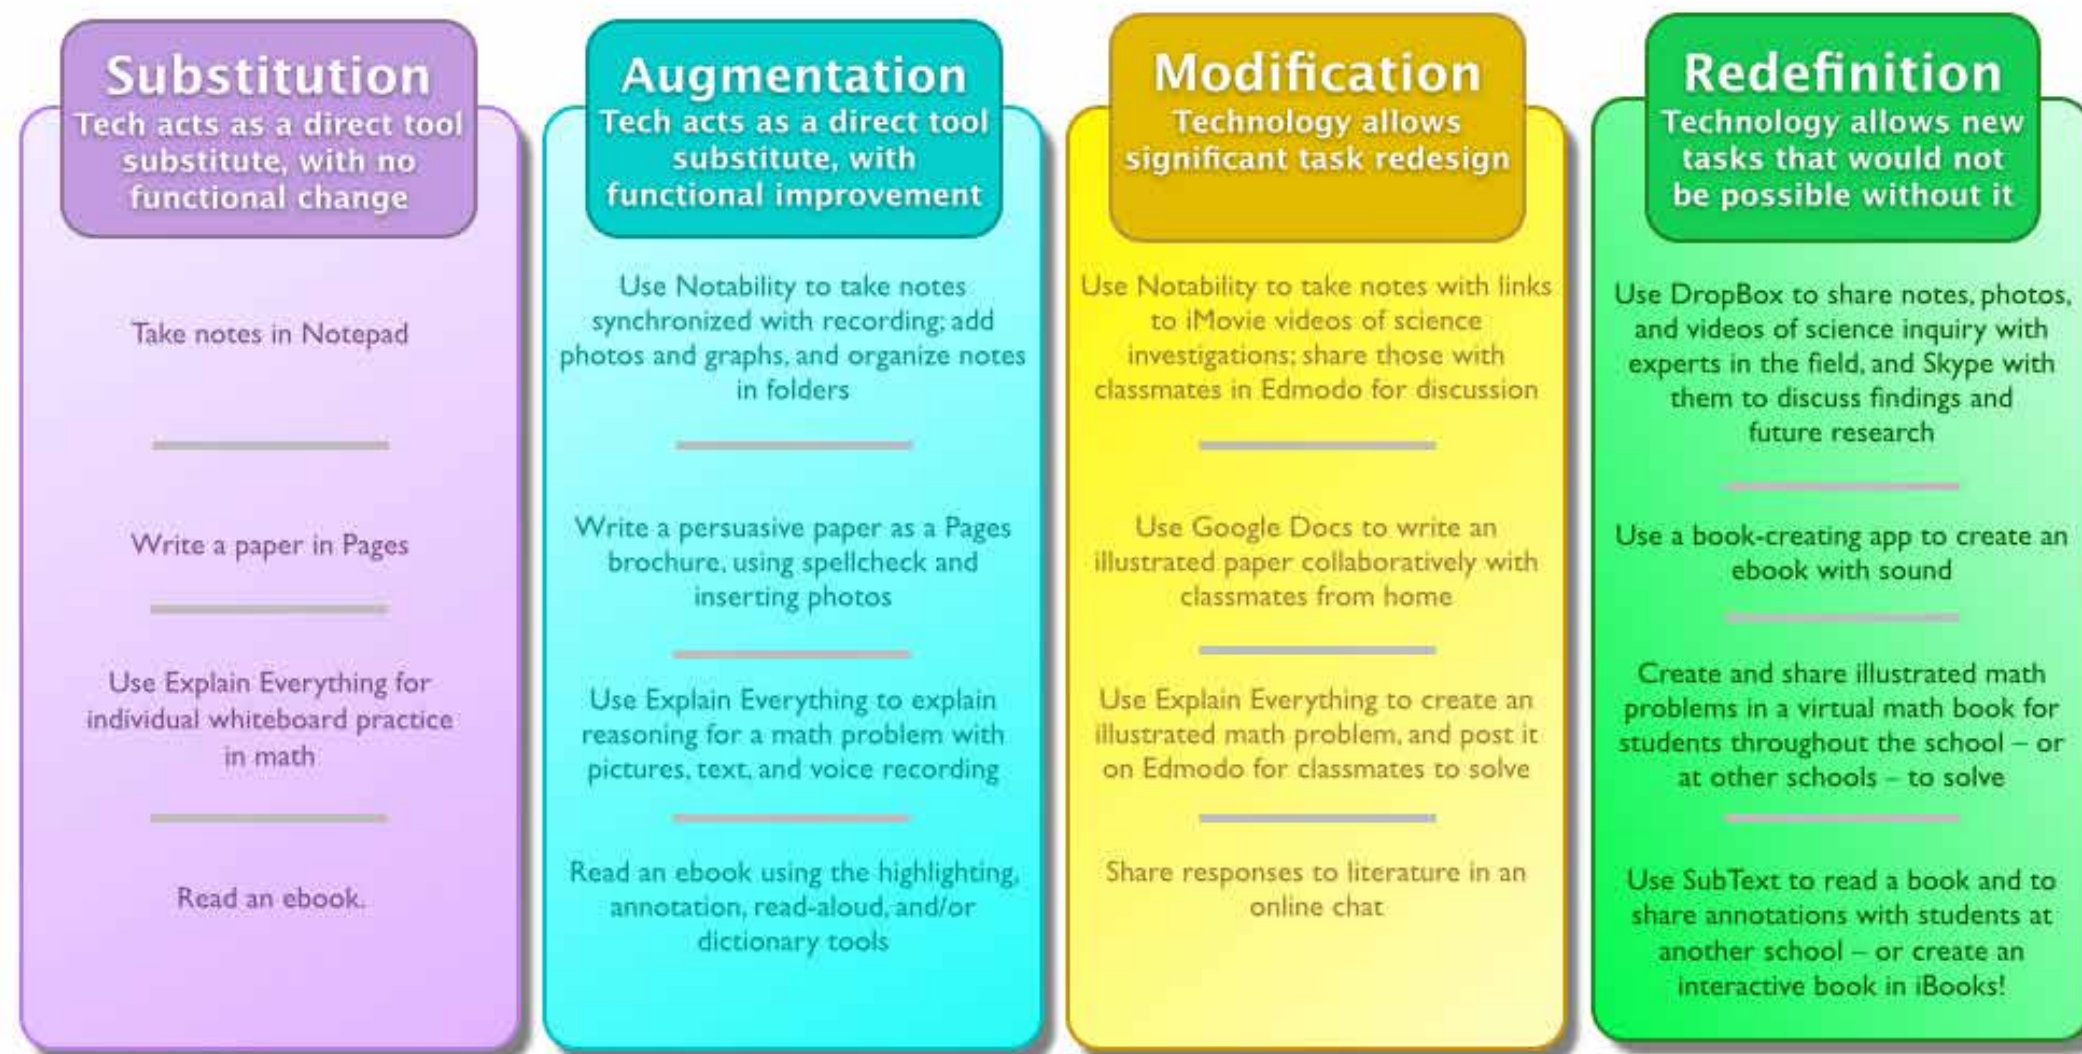 Substitution
Tech acts as a direct tool
substitute, with no
functional change
Take notes in Notepad
Write a paper in Pages
Use Explain Everything for
individual whiteboard practice
in math
Read an ebook.
Augmentation
Tech acts as a direct tool
substitute, with
functional improvement
Use Notability to take notes
synchronized with recording; add
photos and graphs, and organize notes
in folders
Write a persuasive paper as a Pages
brochure, using spellcheck and
inserting photos
Use Explain Everything to explain
reasoning for a math problem with
pictures, text, and voice recording
Read an ebook using the highlighting,
annotation, read-aloud, and/or
dictionary tools
Modification
Technology allows
significant task redesign
Use Notability to take notes with links
to iMovie videos of science
investigations; share those with
classmates in Edmodo for discussion
Use Google Docs to write an
illustrated paper collaboratively with
classmates from home
Use Explain Everything to create an
illustrated math problem, and post it
on Edmodo for classmates to solve
Share responses to literature in an
online chat
Redefinition
Technology allows new
tasks that would not
be possible without it
Use DropBox to share notes, photos,
and videos of science inquiry with
experts in the field, and Skype with
them to discuss findings and
future research
Use a book-creating app to create an
ebook with sound
Create and share illustrated math
problems in a virtual math book for
students throughout the school – or
at other schools – to solve
Use SubText to read a book and to
share annotations with students at
another school – or create an
interactive book in iBooks!